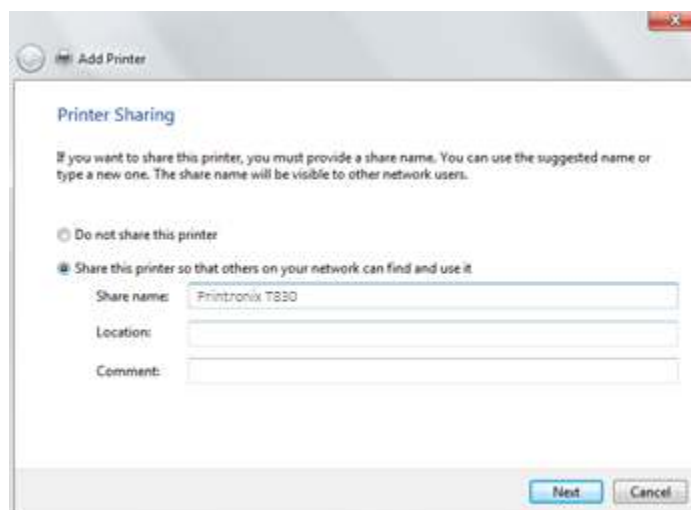 Add Printer
Printer Sharing
If you want to share this printer, you must provide a share name. You can use the suggested name or
type a new one. The share name will be visible to other network users.
Do not share this printer
Share this printer so that others on your network can find and use it
Share name: Printronix T830
Location:
Comment:
Next Cancel